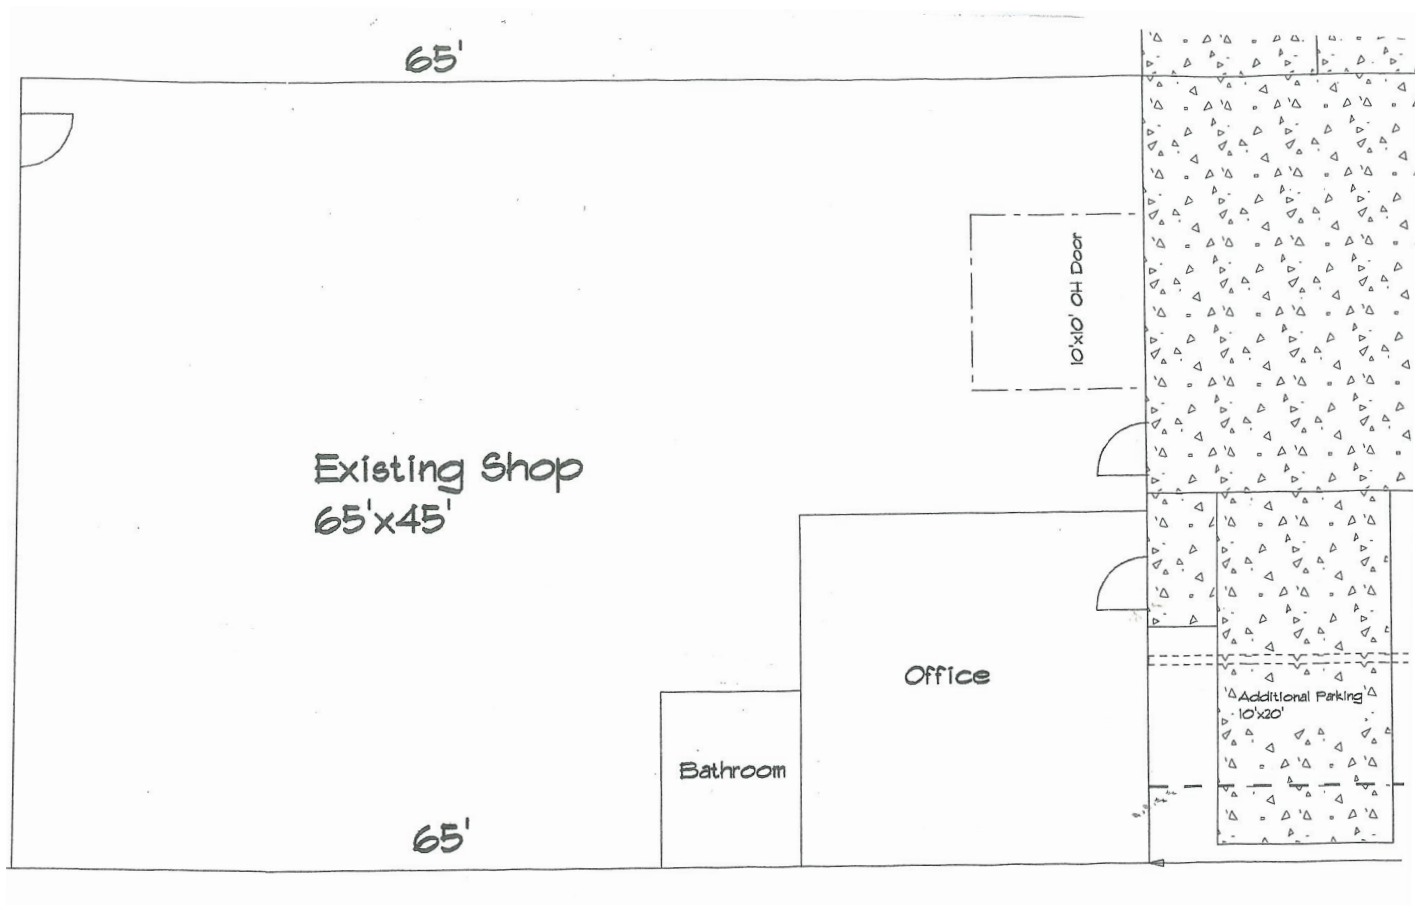 65'
10'x10' OH Door
Existing Shop
65'x45'
Office
Additional Parking
10'x20'
Bathroom
65'